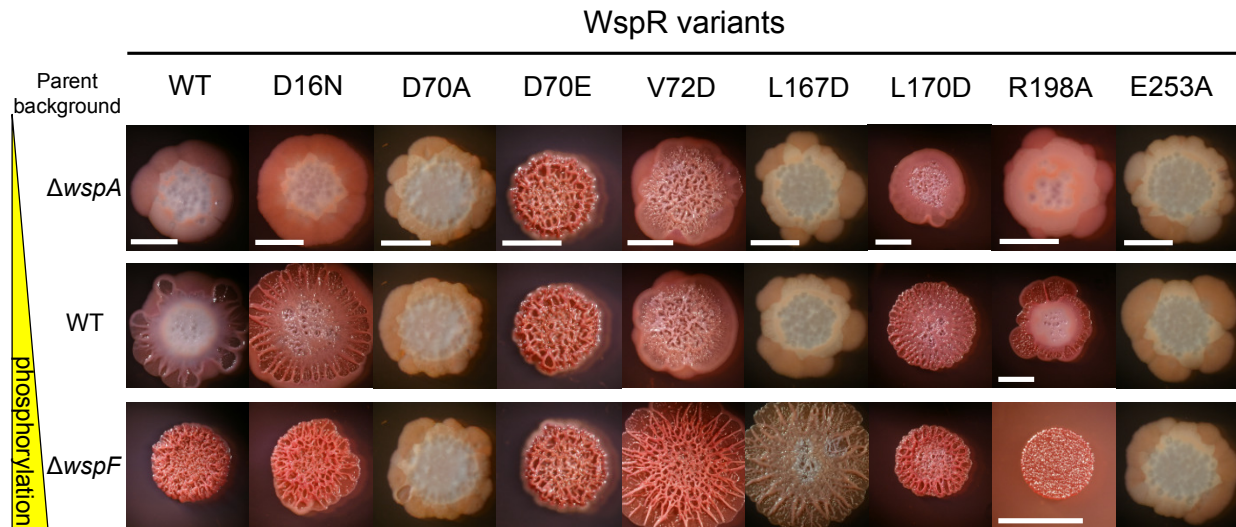 WspR variants
Parent
background
WT D16N D70A D70E V72D L167D L170D R198A E253A
ΔwspA
WT
ΔwspF
phosphorylation